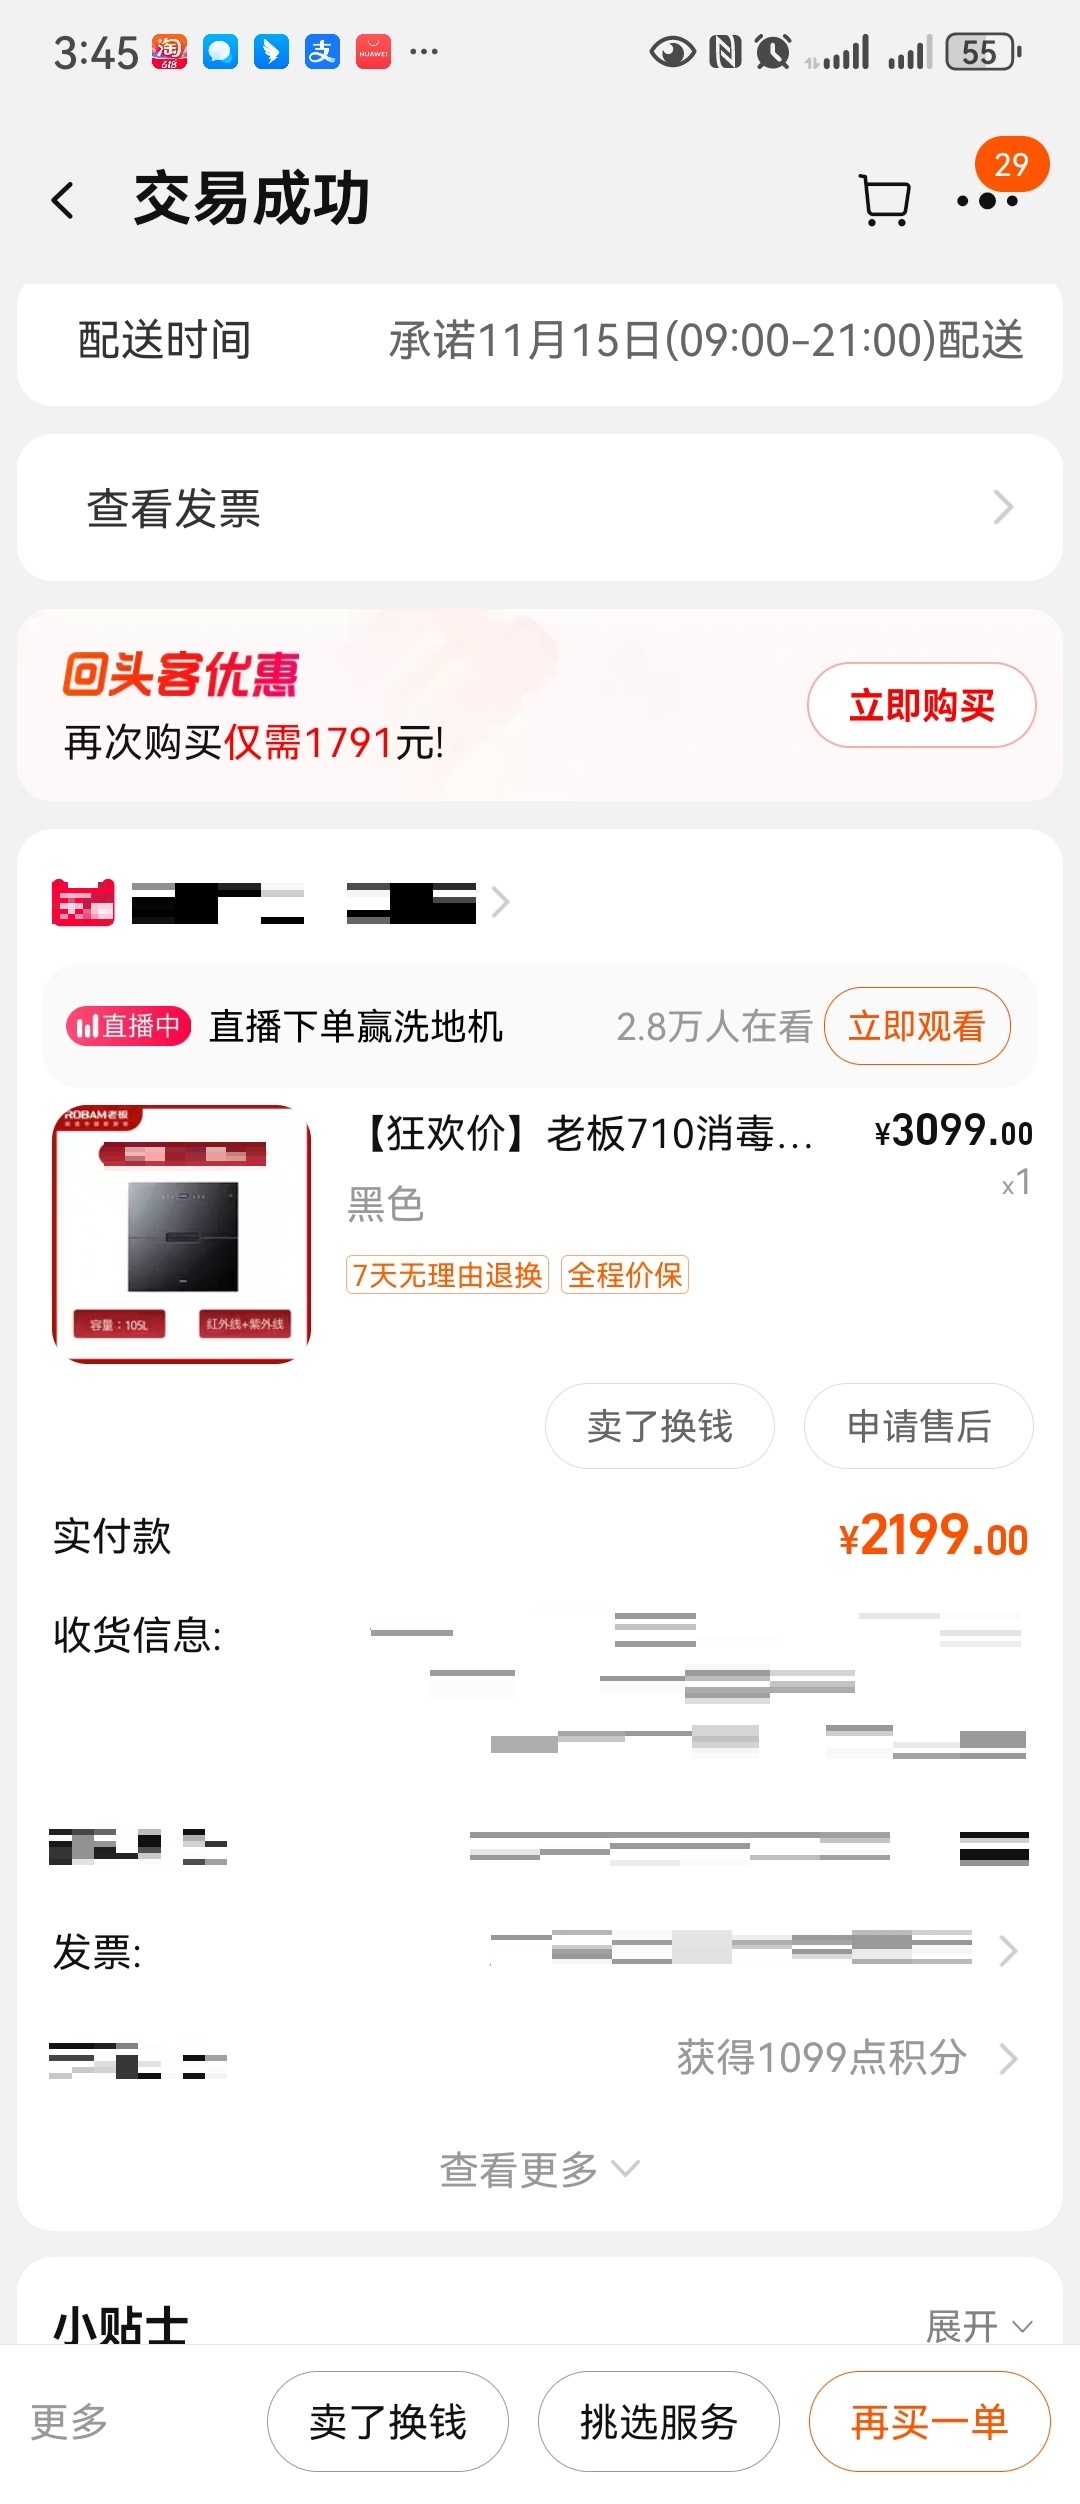 3:45
淘
618
支
HUAWEI
55
交易成功
29
配送时间 承诺11月15日(09:00-21:00)配送
查看发票
回头客优惠
再次购买仅需1791元!
立即购买
直播中 直播下单赢洗地机 2.8万人在看 立即观看
ROBAM老板
容量：105L 红外线+紫外线
【狂欢价】老板710消毒... ¥3099.00
黑色 x1
7天无理由退换 全程价保
卖了换钱 申请售后
实付款 ¥2199.00
收货信息:
发票:
获得1099点积分
查看更多
小贴士 展开
更多 卖了换钱 挑选服务 再买一单